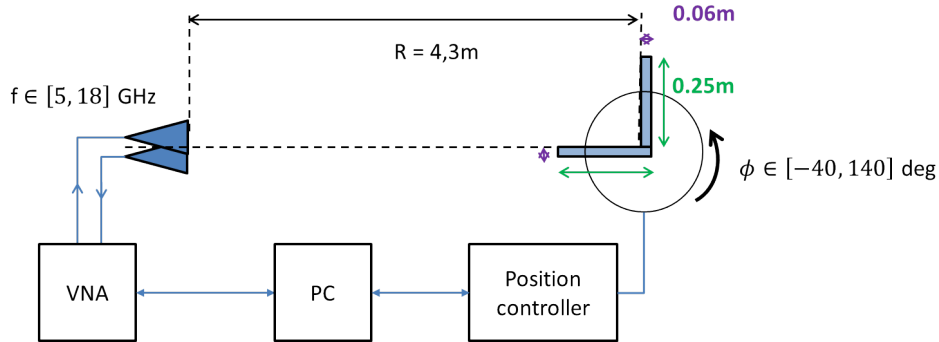 0.06m
R = 4,3m
0.25m
f ∈ [5, 18] GHz
ϕ ∈ [−40, 140] deg
VNA
PC
Position
controller